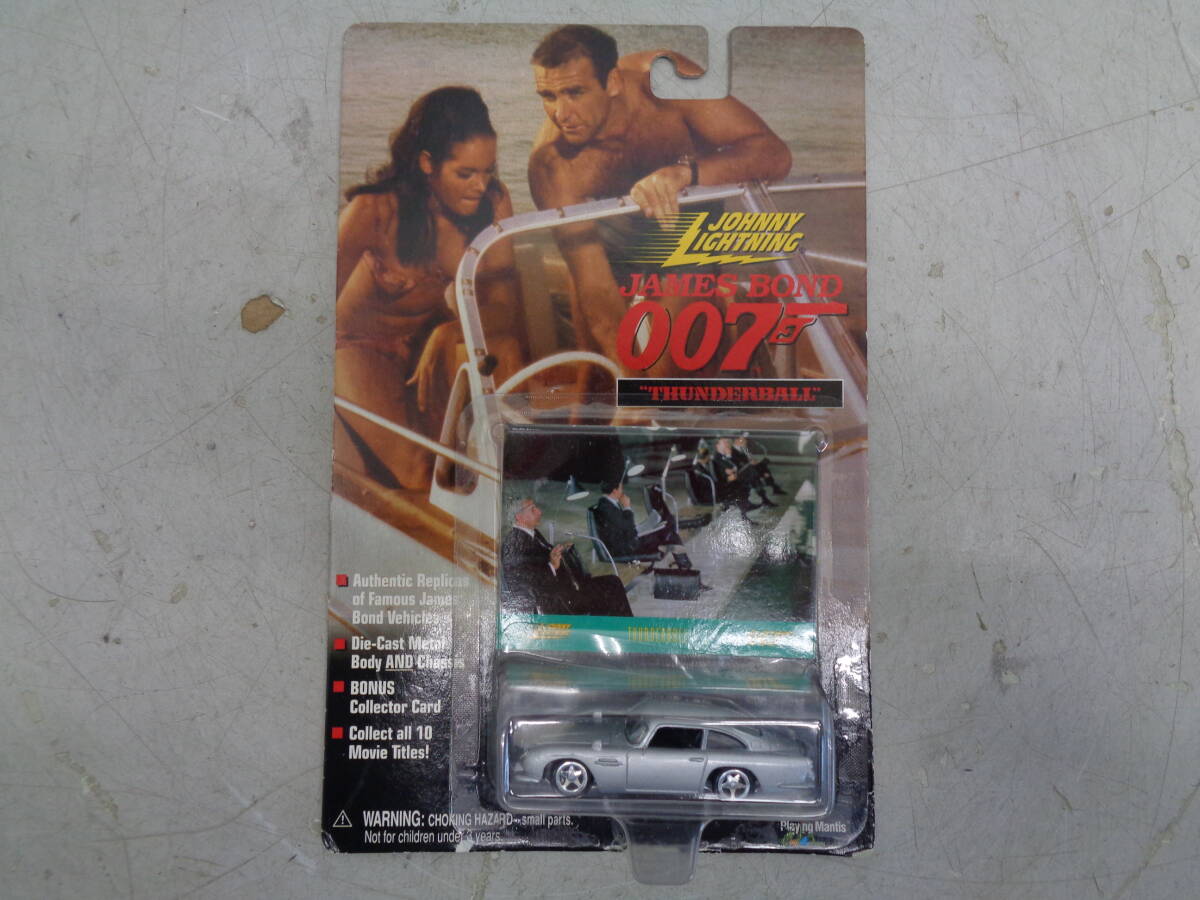 JOHNNY
LIGHTNING
JAMES BOND
007
"THUNDERBALL"
THUNDERBALL
Authentic Replicas
of Famous James
Bond Vehicles
Die-Cast Metal
Body AND Chassis
BONUS
Collector Card
Collect all 10
Movie Titles!
WARNING: CHOKING HAZARD–small parts.
Not for children under 3 years.
Playing Mantis